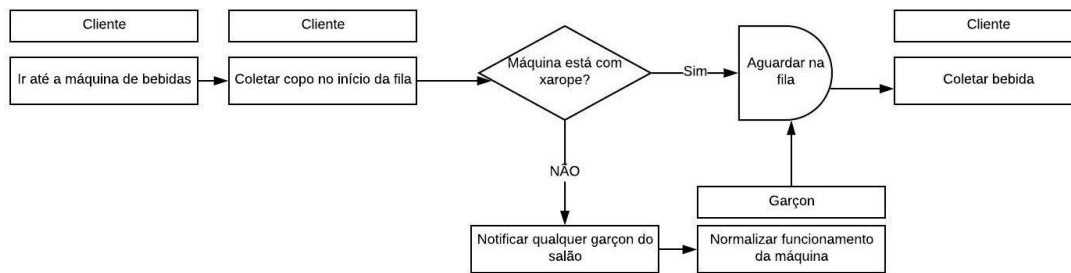 Cliente
Cliente
Cliente
Ir até a máquina de bebidas
Coletar copo no início da fila
Máquina está com
xarope?
Sim
Aguardar na
fila
Coletar bebida
NÃO
Garçon
Notificar qualquer garçon do
salão
Normalizar funcionamento
da máquina